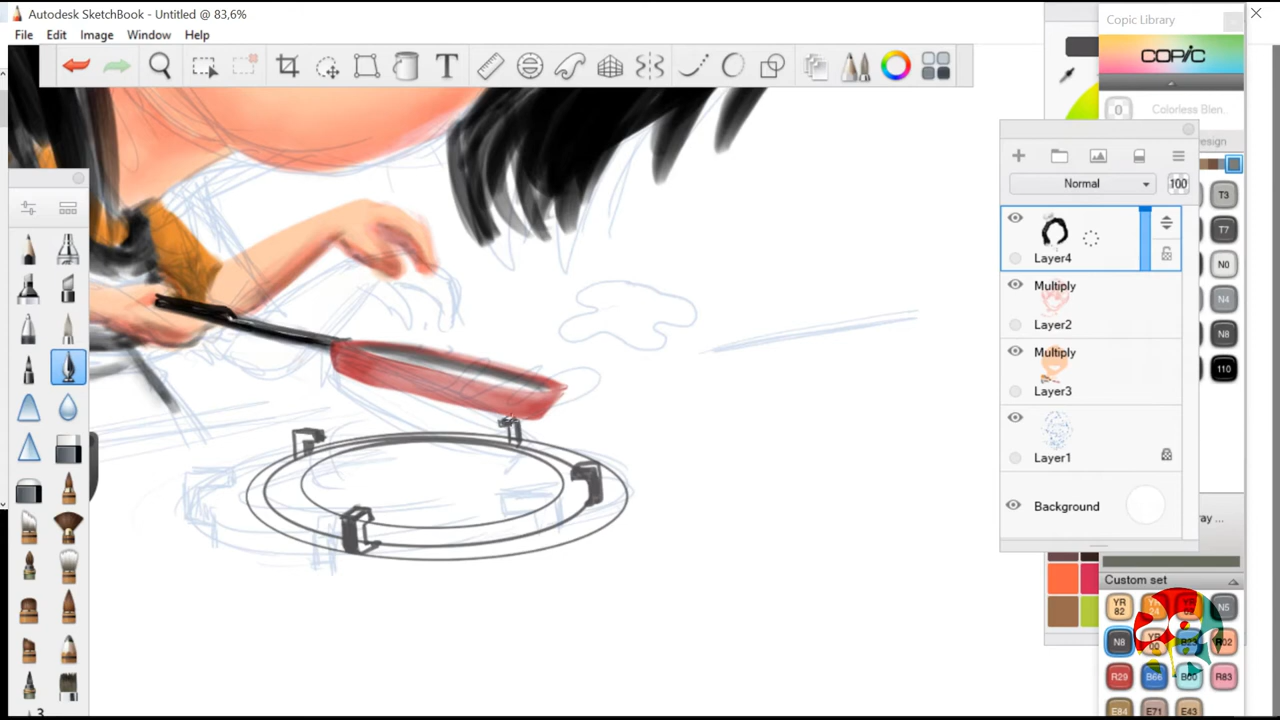 Autodesk SketchBook - Untitled @ 83,6%
File Edit Image Window Help
T
Copic Library
COPIC
0 Colorless Blen..
Normal
100
Layer4
Multiply
Layer2
Multiply
Layer3
Layer1
Background
T3
T7
N0
N4
N8
110
Custom set
YR 82
N5
N8
R02
R29
B66
B00
R83
E84
E71
E43